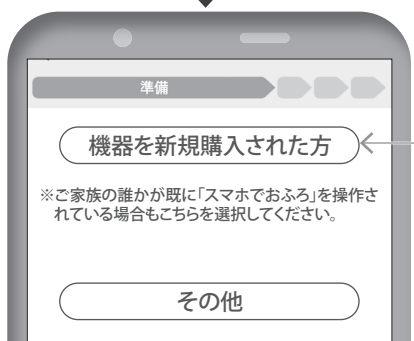 準備
機器を新規購入された方
※ご家族の誰かが既に「スマホでおふろ」を操作さ
れている場合もこちらを選択してください。
その他